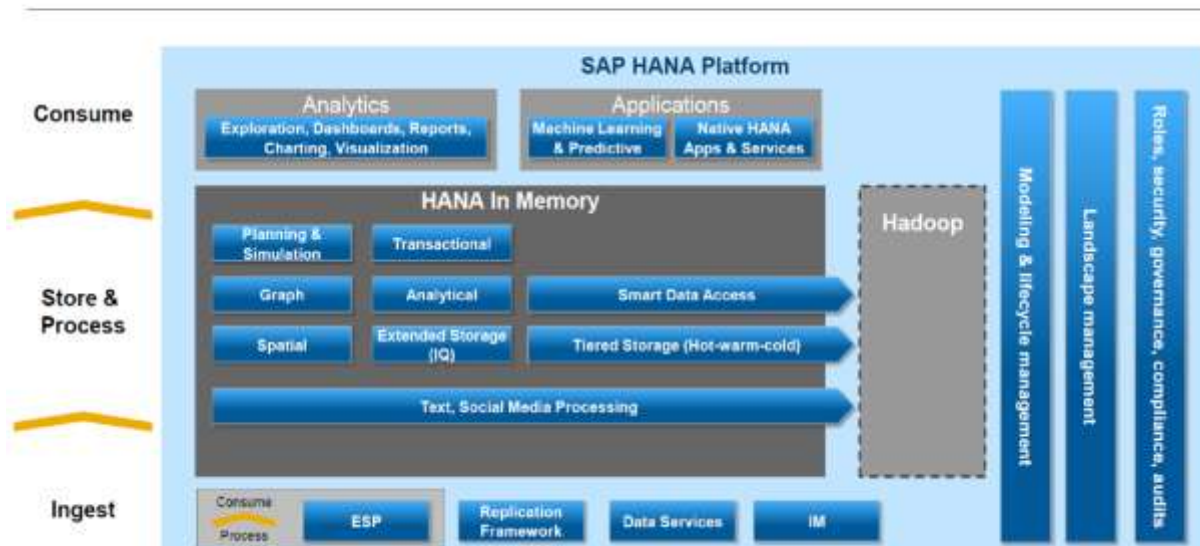 SAP HANA Platform
Consume
Analytics
Exploration, Dashboards, Reports,
Charting, Visualization
Applications
Machine Learning
& Predictive
Native HANA
Apps & Services
HANA In Memory
Planning &
Simulation
Transactional
Store &
Process
Graph
Analytical
Smart Data Access
Spatial
Extended Storage
(IQ)
Tiered Storage (Hot-warm-cold)
Text, Social Media Processing
Hadoop
Modeling & lifecycle management
Landscape management
Roles, security, governance, compliance, audits
Ingest
Consume
Process
ESP
Replication
Framework
Data Services
IM